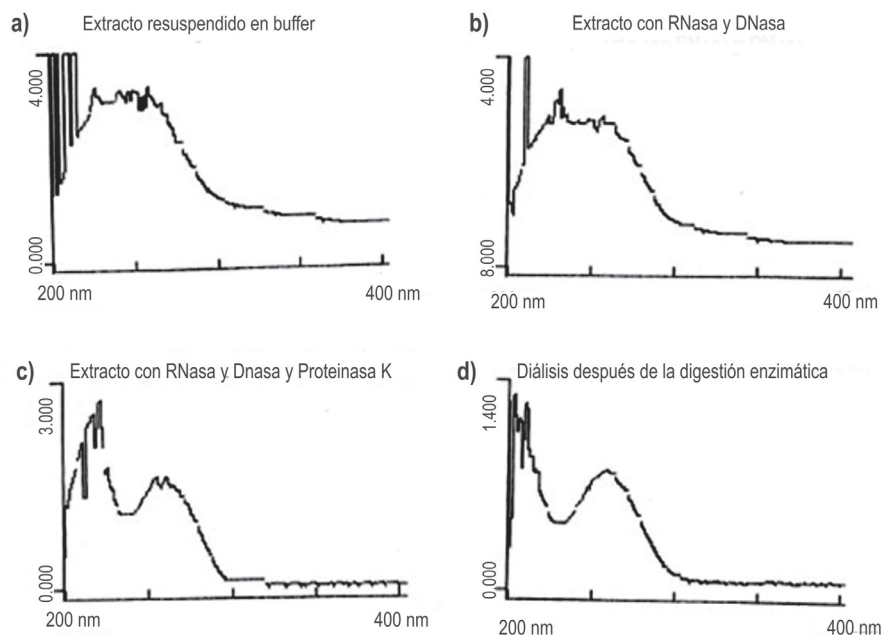 a) Extracto resuspendido en buffer
4.000
0.000
200 nm
400 nm
b) Extracto con RNasa y DNasa
4.000
8.000
200 nm
400 nm
c) Extracto con RNasa y Dnasa y Proteinasa K
3.000
0.000
200 nm
400 nm
d) Diálisis después de la digestión enzimática
1.400
0.000
200 nm
400 nm